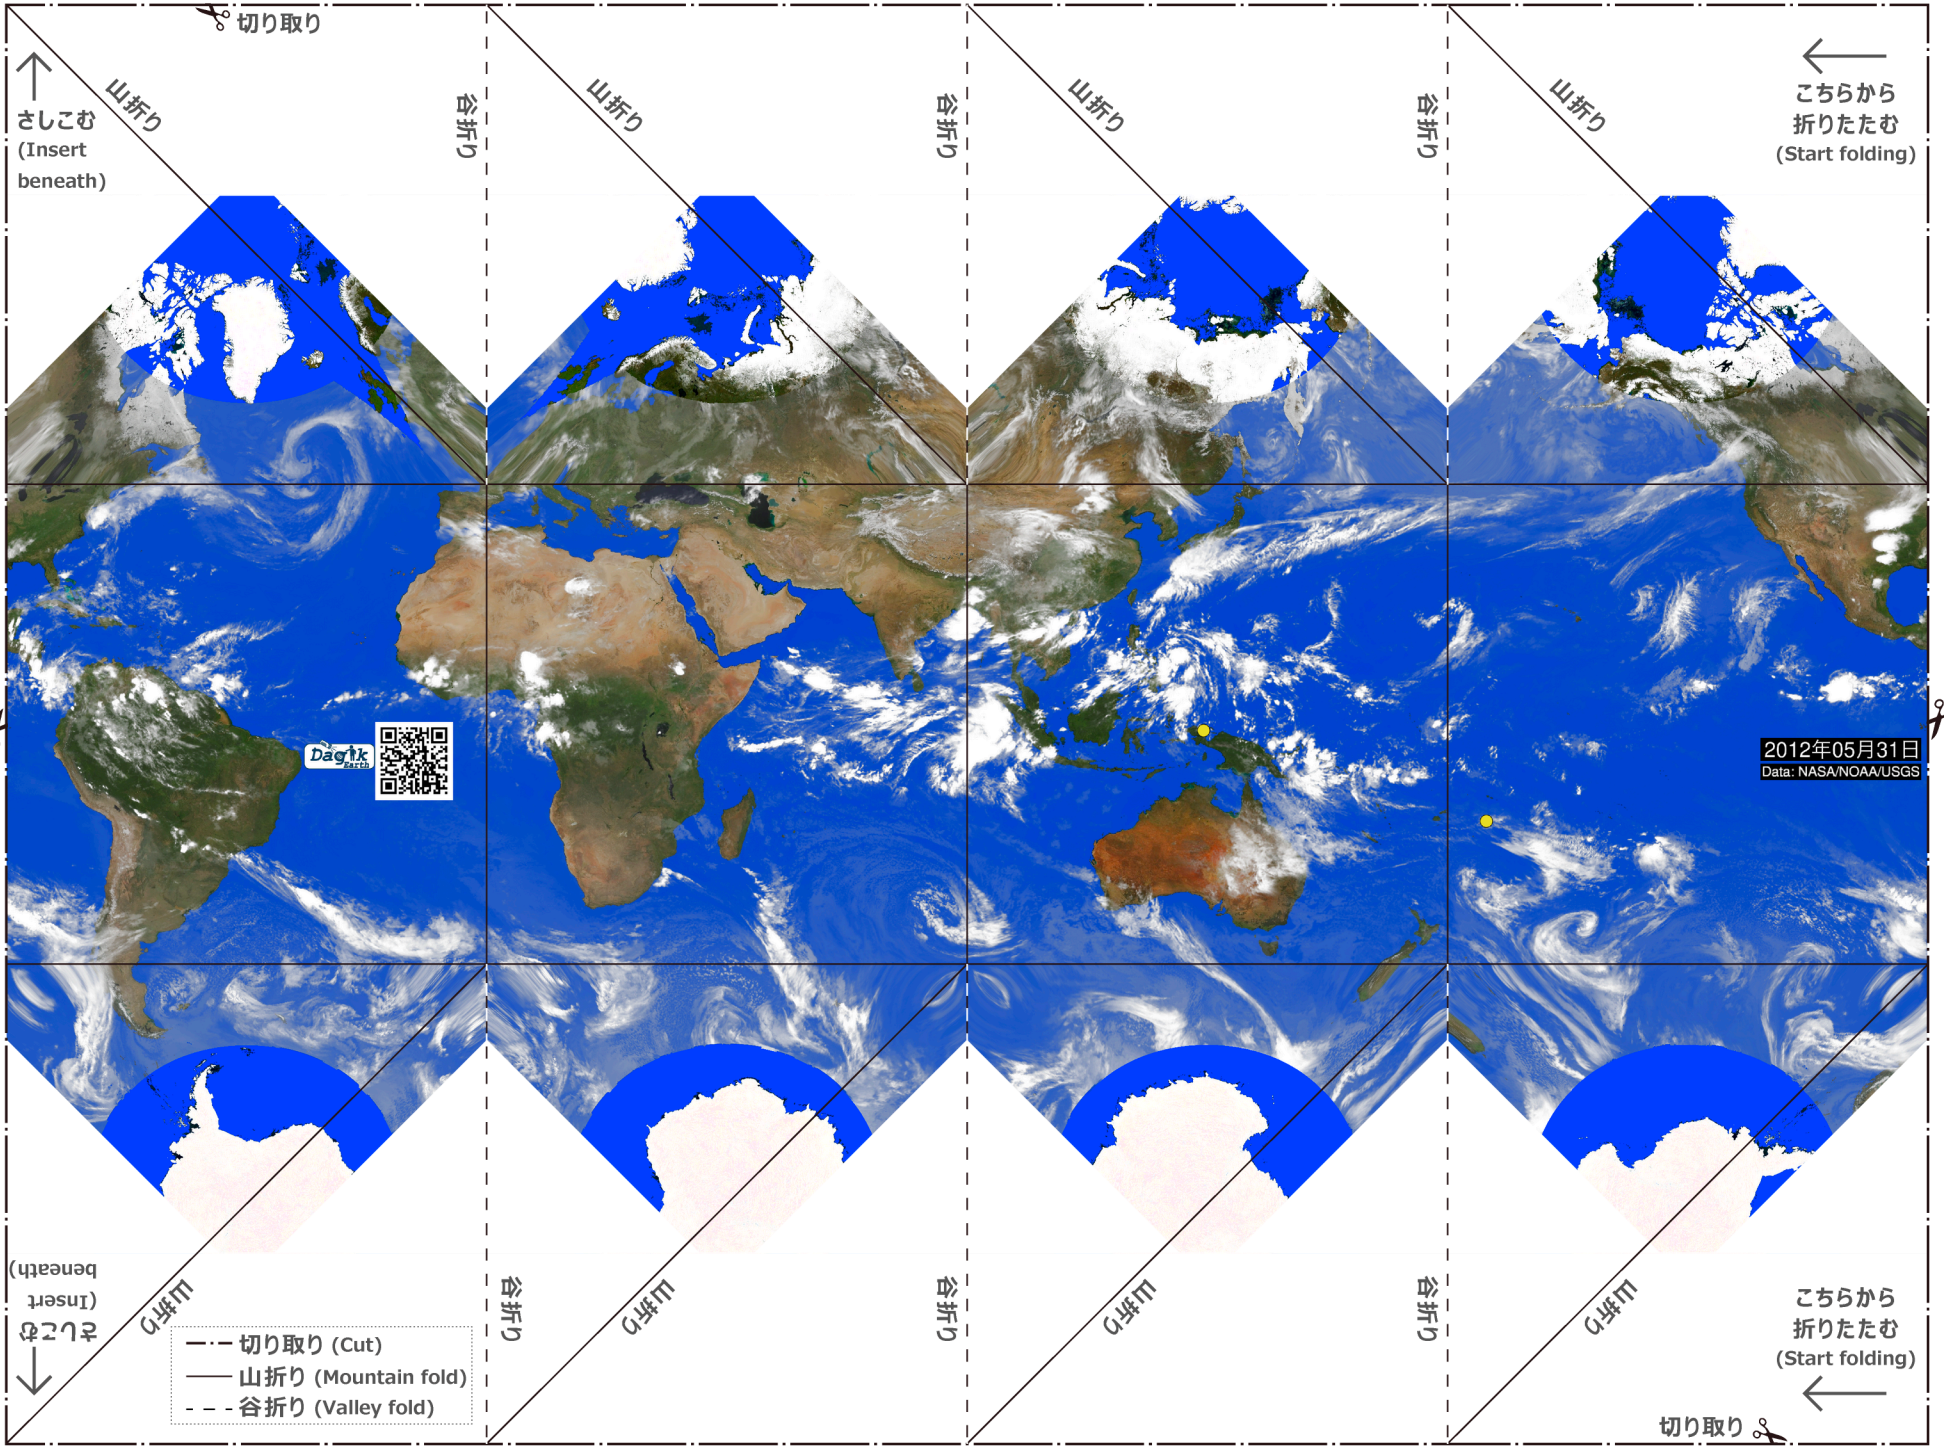 切り取り
さしこむ
(Insert
beneath)
山折り
谷折り
山折り
谷折り
山折り
谷折り
山折り
こちらから
折りたたむ
(Start folding)
Dagik
Earth
2012年05月31日
Data: NASA/NOAA/USGS
さしこむ
(Insert
beneath)
山折り
谷折り
山折り
谷折り
山折り
谷折り
山折り
こちらから
折りたたむ
(Start folding)
切り取り (Cut)
山折り (Mountain fold)
谷折り (Valley fold)
切り取り